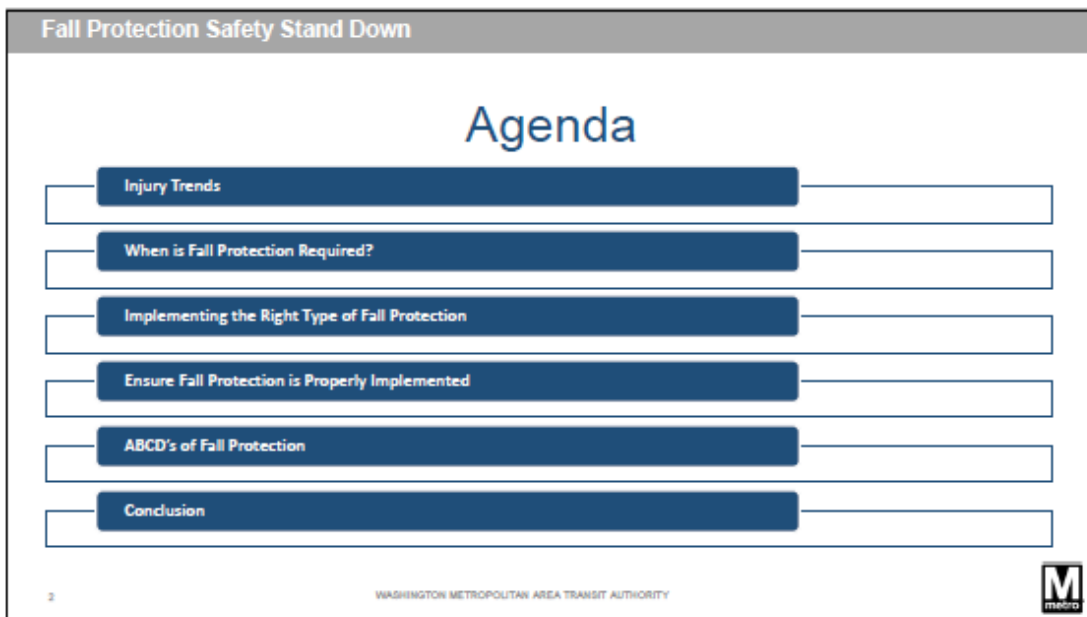 Fall Protection Safety Stand Down
Agenda
Injury Trends
When is Fall Protection Required?
Implementing the Right Type of Fall Protection
Ensure Fall Protection is Properly Implemented
ABCD's of Fall Protection
Conclusion
2
WASHINGTON METROPOLITAN AREA TRANSIT AUTHORITY
M
metro